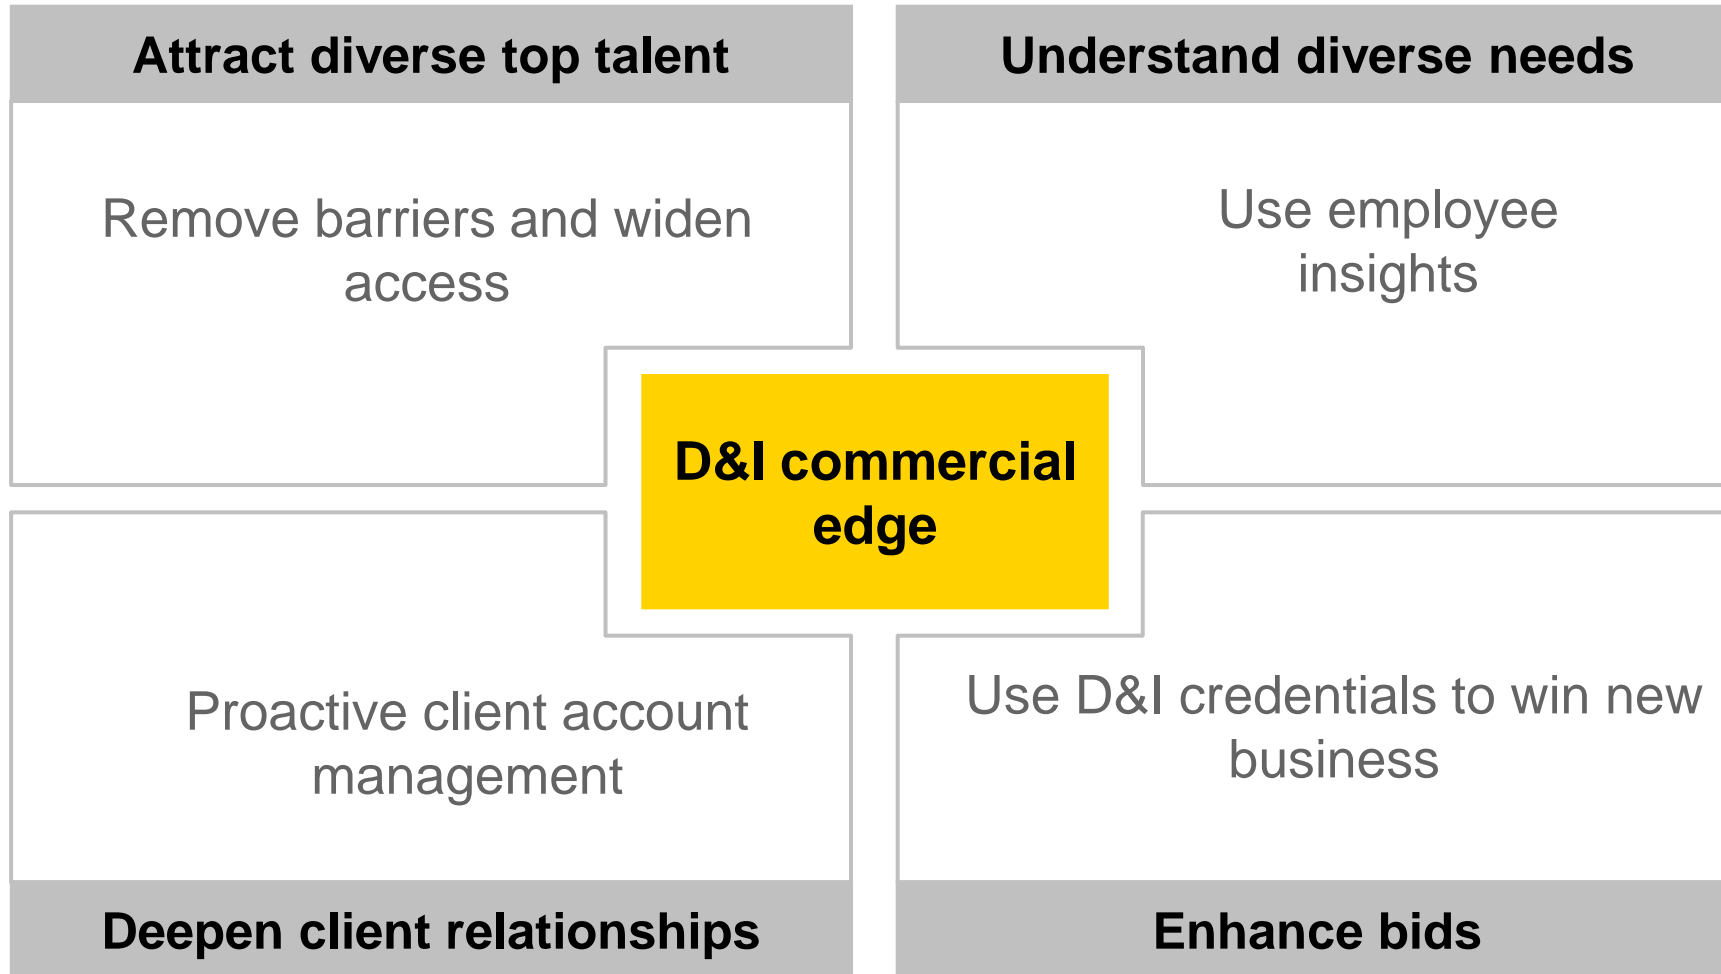 Attract diverse top talent
Remove barriers and widen
access
Understand diverse needs
Use employee
insights
D&I commercial
edge
Proactive client account
management
Deepen client relationships
Use D&I credentials to win new
business
Enhance bids